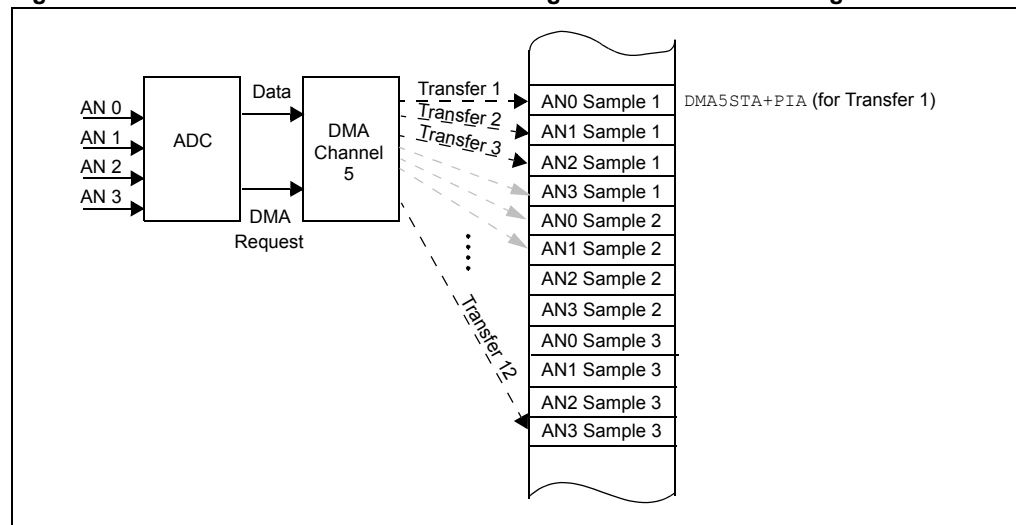 AN 0
AN 1
AN 2
AN 3
ADC
Data
DMA
Request
DMA
Channel
5
Transfer 1
Transfer 2
Transfer 3
Transfer 12
AN0 Sample 1
AN1 Sample 1
AN2 Sample 1
AN3 Sample 1
AN0 Sample 2
AN1 Sample 2
AN2 Sample 2
AN3 Sample 2
AN0 Sample 3
AN1 Sample 3
AN2 Sample 3
AN3 Sample 3
DMA5STA+PIA (for Transfer 1)